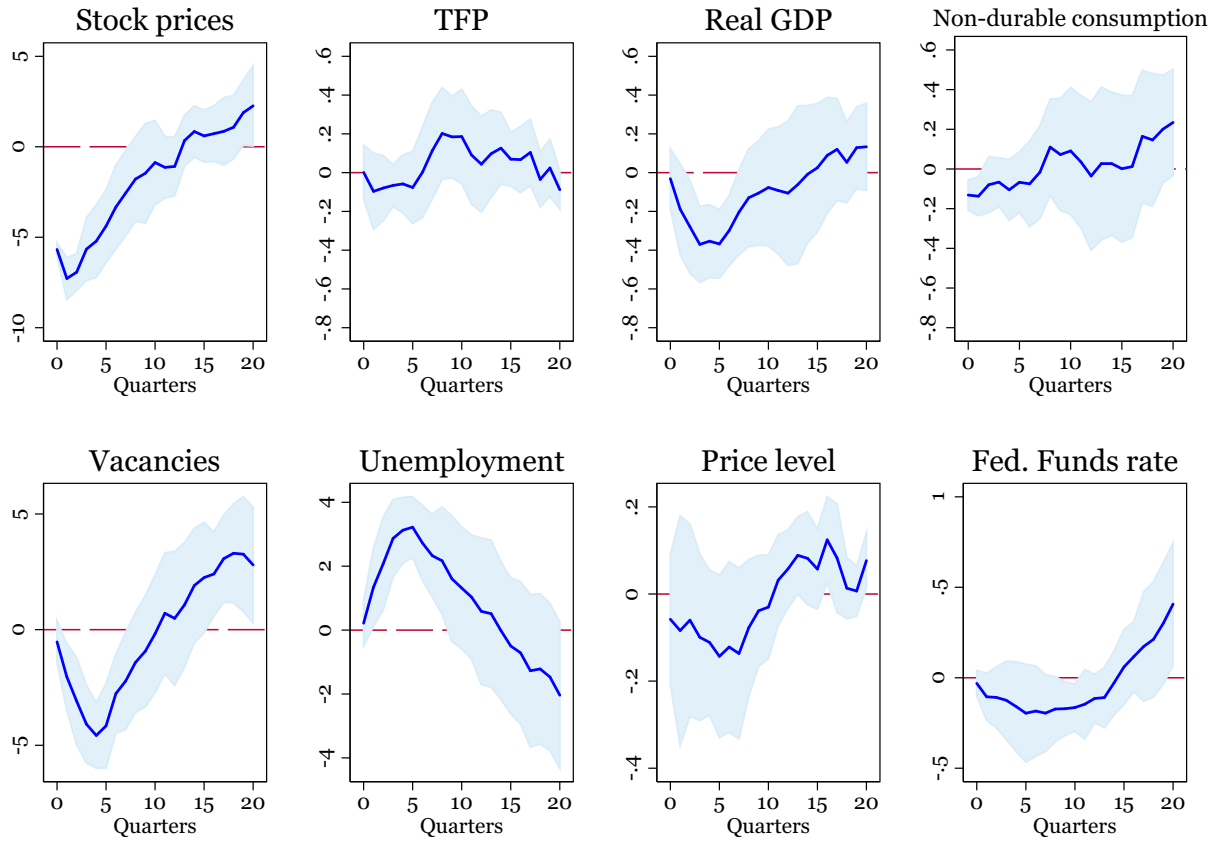 Stock prices
TFP
Real GDP
Non-durable consumption
5
0
-5
-10
0 5 10 15 20
Quarters
.6
.4
.2
0
-.2
-.4
-.6
-.8
0 5 10 15 20
Quarters
.6
.4
.2
0
-.2
-.4
-.6
-.8
0 5 10 15 20
Quarters
.6
.4
.2
0
-.2
-.4
-.6
-.8
0 5 10 15 20
Quarters
Vacancies
Unemployment
Price level
Fed. Funds rate
5
0
-5
0 5 10 15 20
Quarters
4
2
0
-2
-4
0 5 10 15 20
Quarters
.2
0
-.2
-.4
0 5 10 15 20
Quarters
1
.5
0
-.5
0 5 10 15 20
Quarters